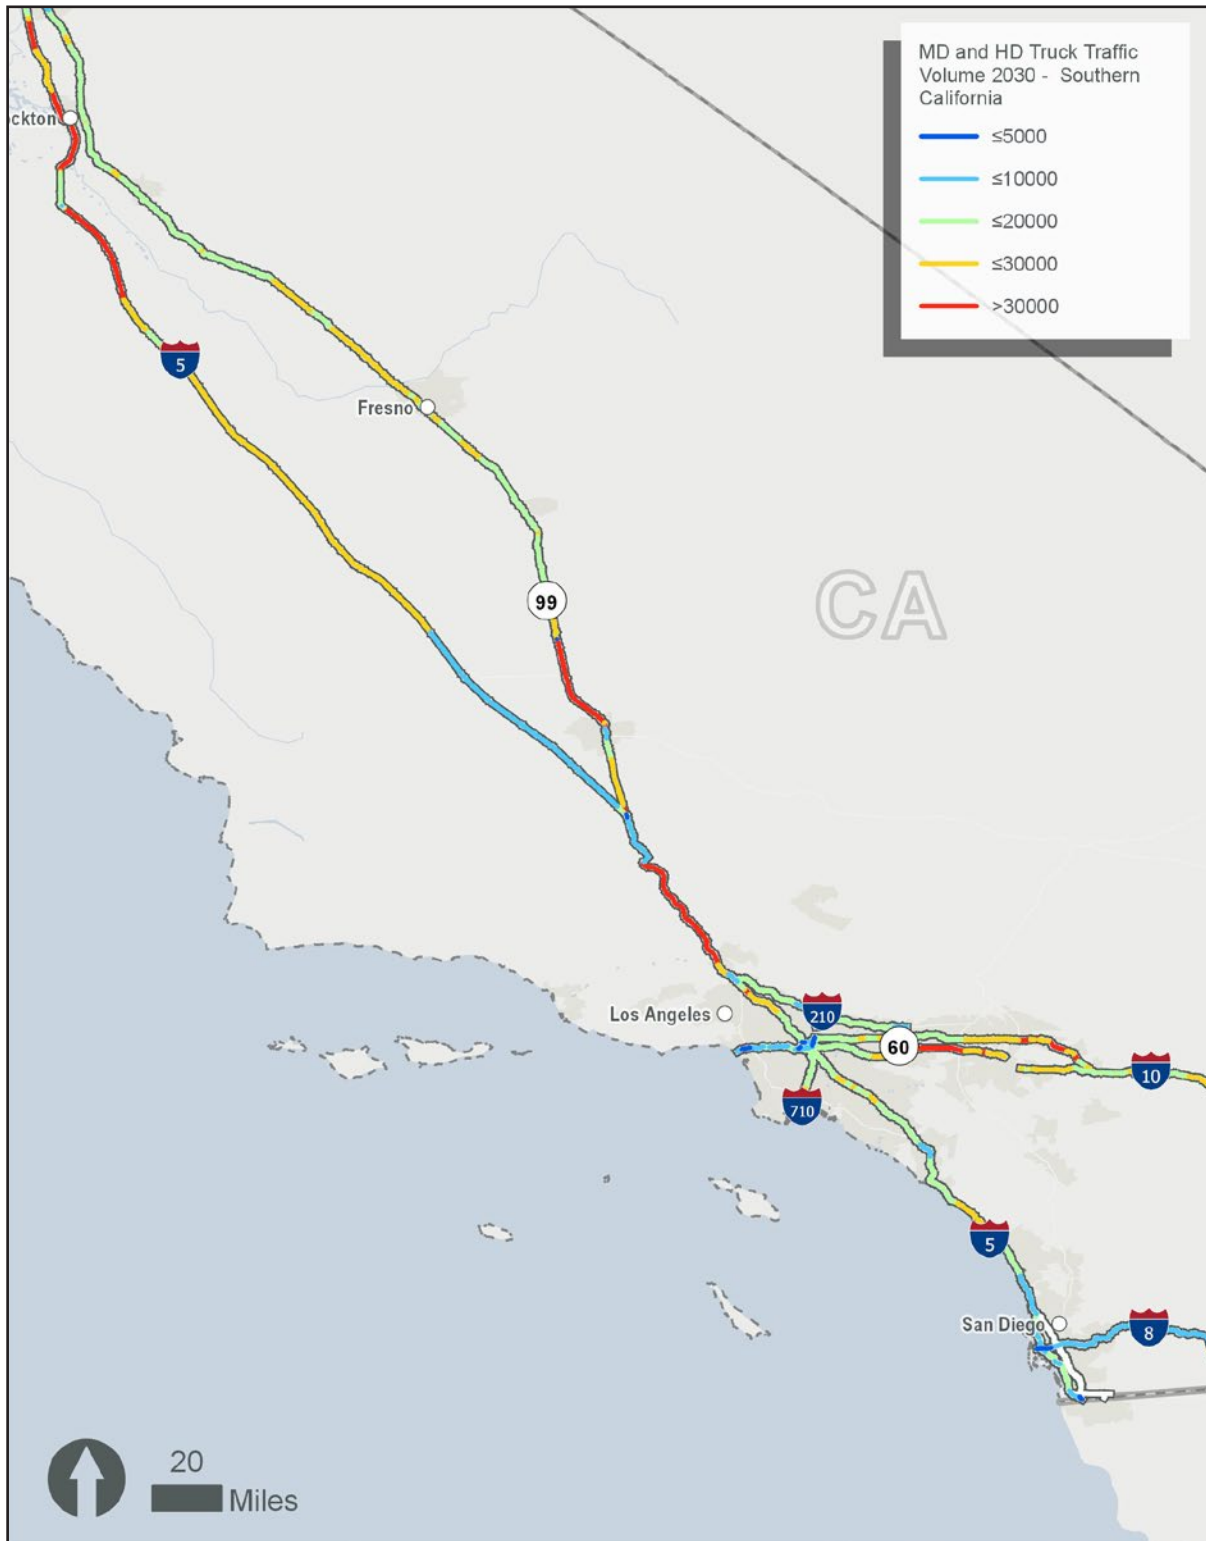 MD and HD Truck Traffic
Volume 2030 - Southern
California
≤5000
≤10000
≤20000
≤30000
>30000
ockton
5
Fresno
99
CA
Los Angeles
210
60
10
710
5
San Diego
8
20
Miles